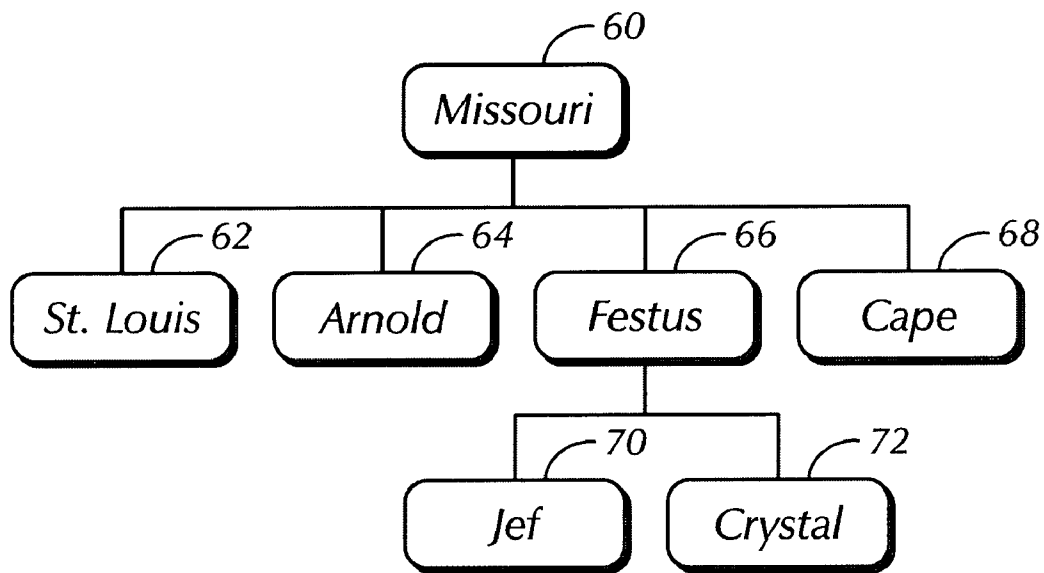 60
Missouri
62
64
66
68
St. Louis
Arnold
Festus
Cape
70
72
Jef
Crystal